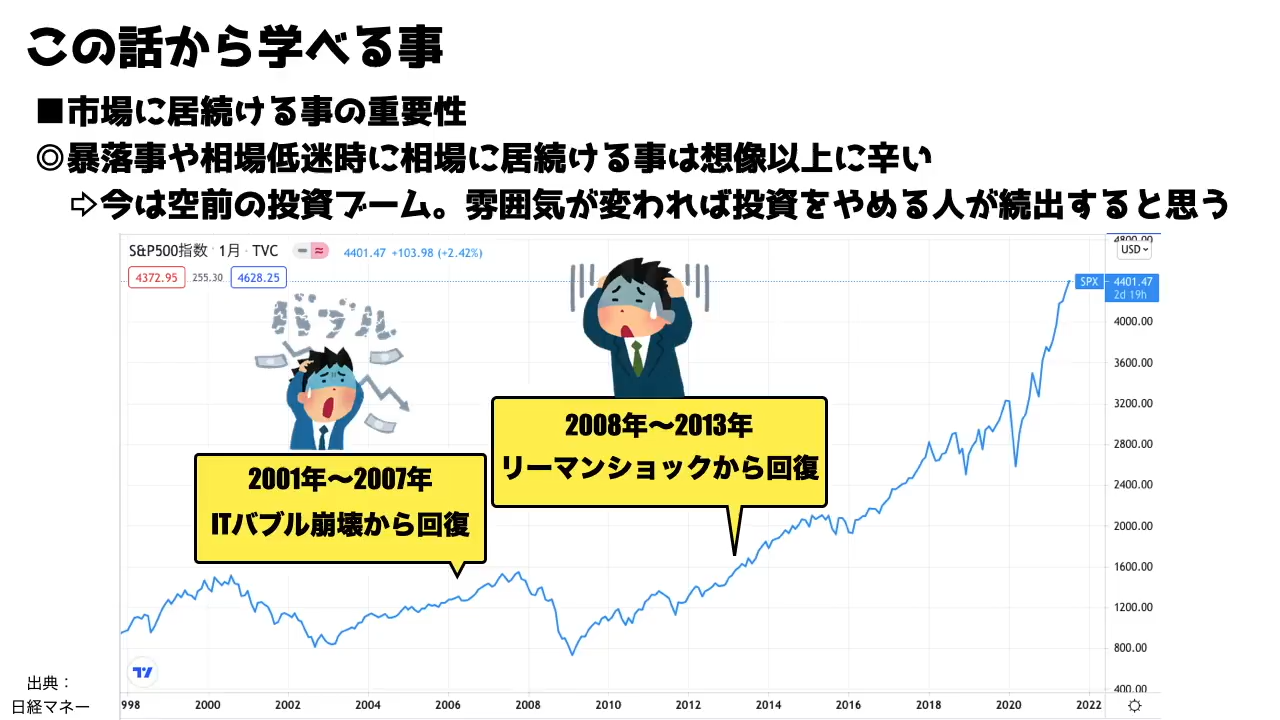 この話から学べる事
■市場に居続ける事の重要性
◎暴落事や相場低迷時に相場に居続ける事は想像以上に辛い
⇨今は空前の投資ブーム。雰囲気が変われば投資をやめる人が続出すると思う
S&P500指数・1月・TVC 4401.47 +103.98 (+2.42%)
4372.95 255.30 4628.25
バブル
2001年〜2007年
ITバブル崩壊から回復
2008年〜2013年
リーマンショックから回復
4800.00
USD
SPX 4401.47
2d 19h
4000.00
3600.00
3200.00
2800.00
2400.00
2000.00
1600.00
1200.00
800.00
400.00
998 2000 2002 2004 2006 2008 2010 2012 2014 2016 2018 2020 2022
出典：
日経マネー